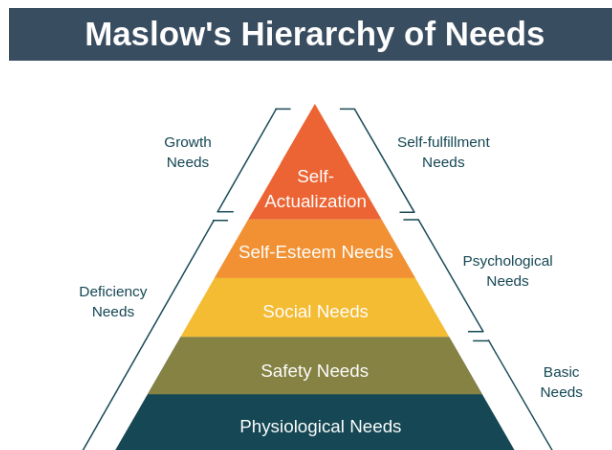 Maslow's Hierarchy of Needs
Growth
Needs
Self-fulfillment
Needs
Self-
Actualization
Self-Esteem Needs
Psychological
Needs
Deficiency
Needs
Social Needs
Safety Needs
Basic
Needs
Physiological Needs